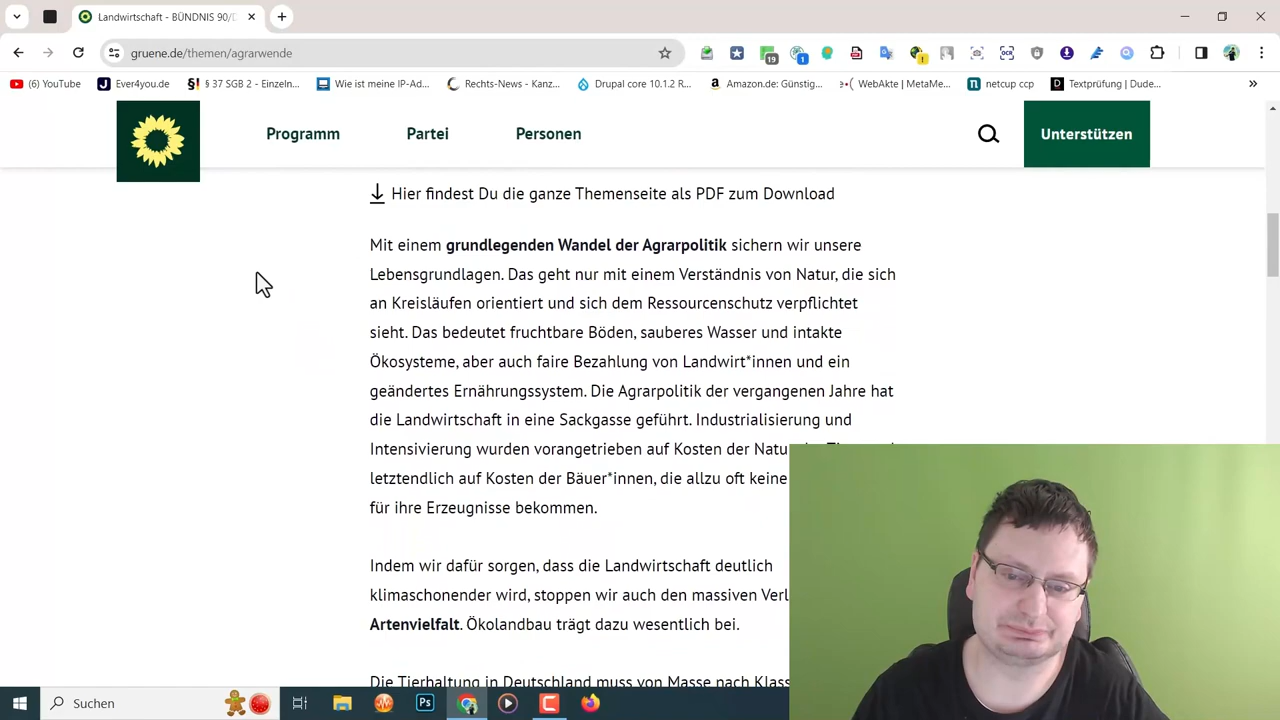 Landwirtschaft - BÜNDNIS 90/
gruene.de/themen/agrarwende
19
1
(6) YouTube
Ever4you.de
§ 37 SGB 2 - Einzeln...
Wie ist meine IP-Ad...
Rechts-News - Kanz...
Drupal core 10.1.2 R...
Amazon.de: Günstig...
WebAkte | MetaMe...
netcup ccp
Textprüfung | Dude...
Programm
Partei
Personen
Unterstützen
Hier findest Du die ganze Themenseite als PDF zum Download
Mit einem grundlegenden Wandel der Agrarpolitik sichern wir unsere
Lebensgrundlagen. Das geht nur mit einem Verständnis von Natur, die sich
an Kreisläufen orientiert und sich dem Ressourcenschutz verpflichtet
sieht. Das bedeutet fruchtbare Böden, sauberes Wasser und intakte
Ökosysteme, aber auch faire Bezahlung von Landwirt*innen und ein
geändertes Ernährungssystem. Die Agrarpolitik der vergangenen Jahre hat
die Landwirtschaft in eine Sackgasse geführt. Industrialisierung und
Intensivierung wurden vorangetrieben auf Kosten der
letztendlich auf Kosten der Bäuer*innen, die allzu oft keine
für ihre Erzeugnisse bekommen.
Indem wir dafür sorgen, dass die Landwirtschaft deutlich
klimaschonender wird, stoppen wir auch den massiven
Artenvielfalt. Ökolandbau trägt dazu wesentlich bei.
Die Tierhaltung in Deutschland muss von Masse nach
Suchen
Ps